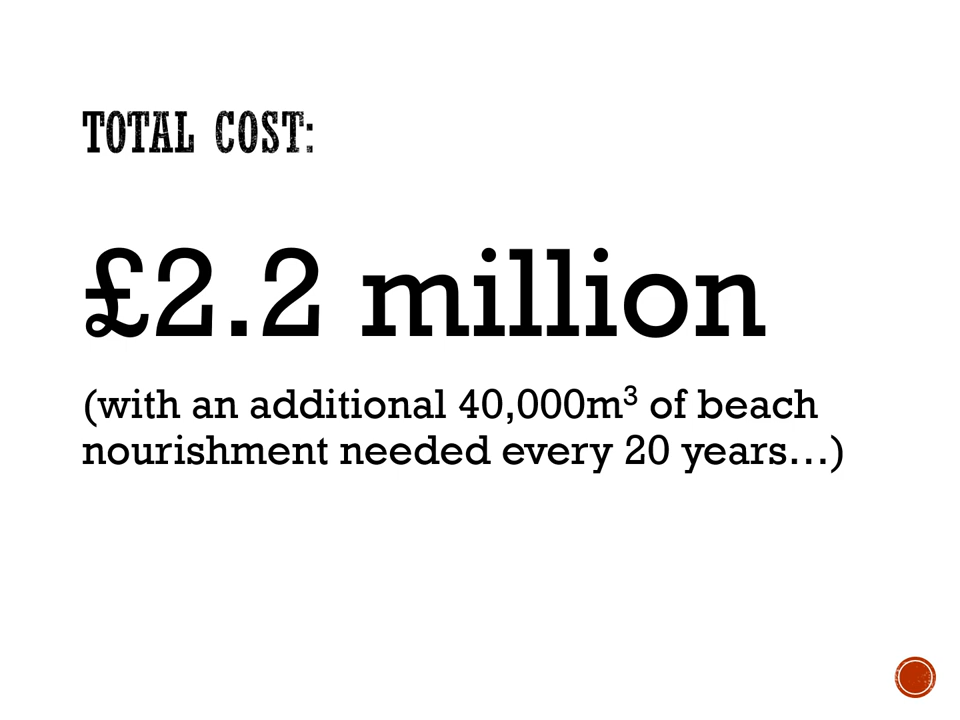 TOTAL COST:
£2.2 million
(with an additional 40,000m³ of beach
nourishment needed every 20 years…)